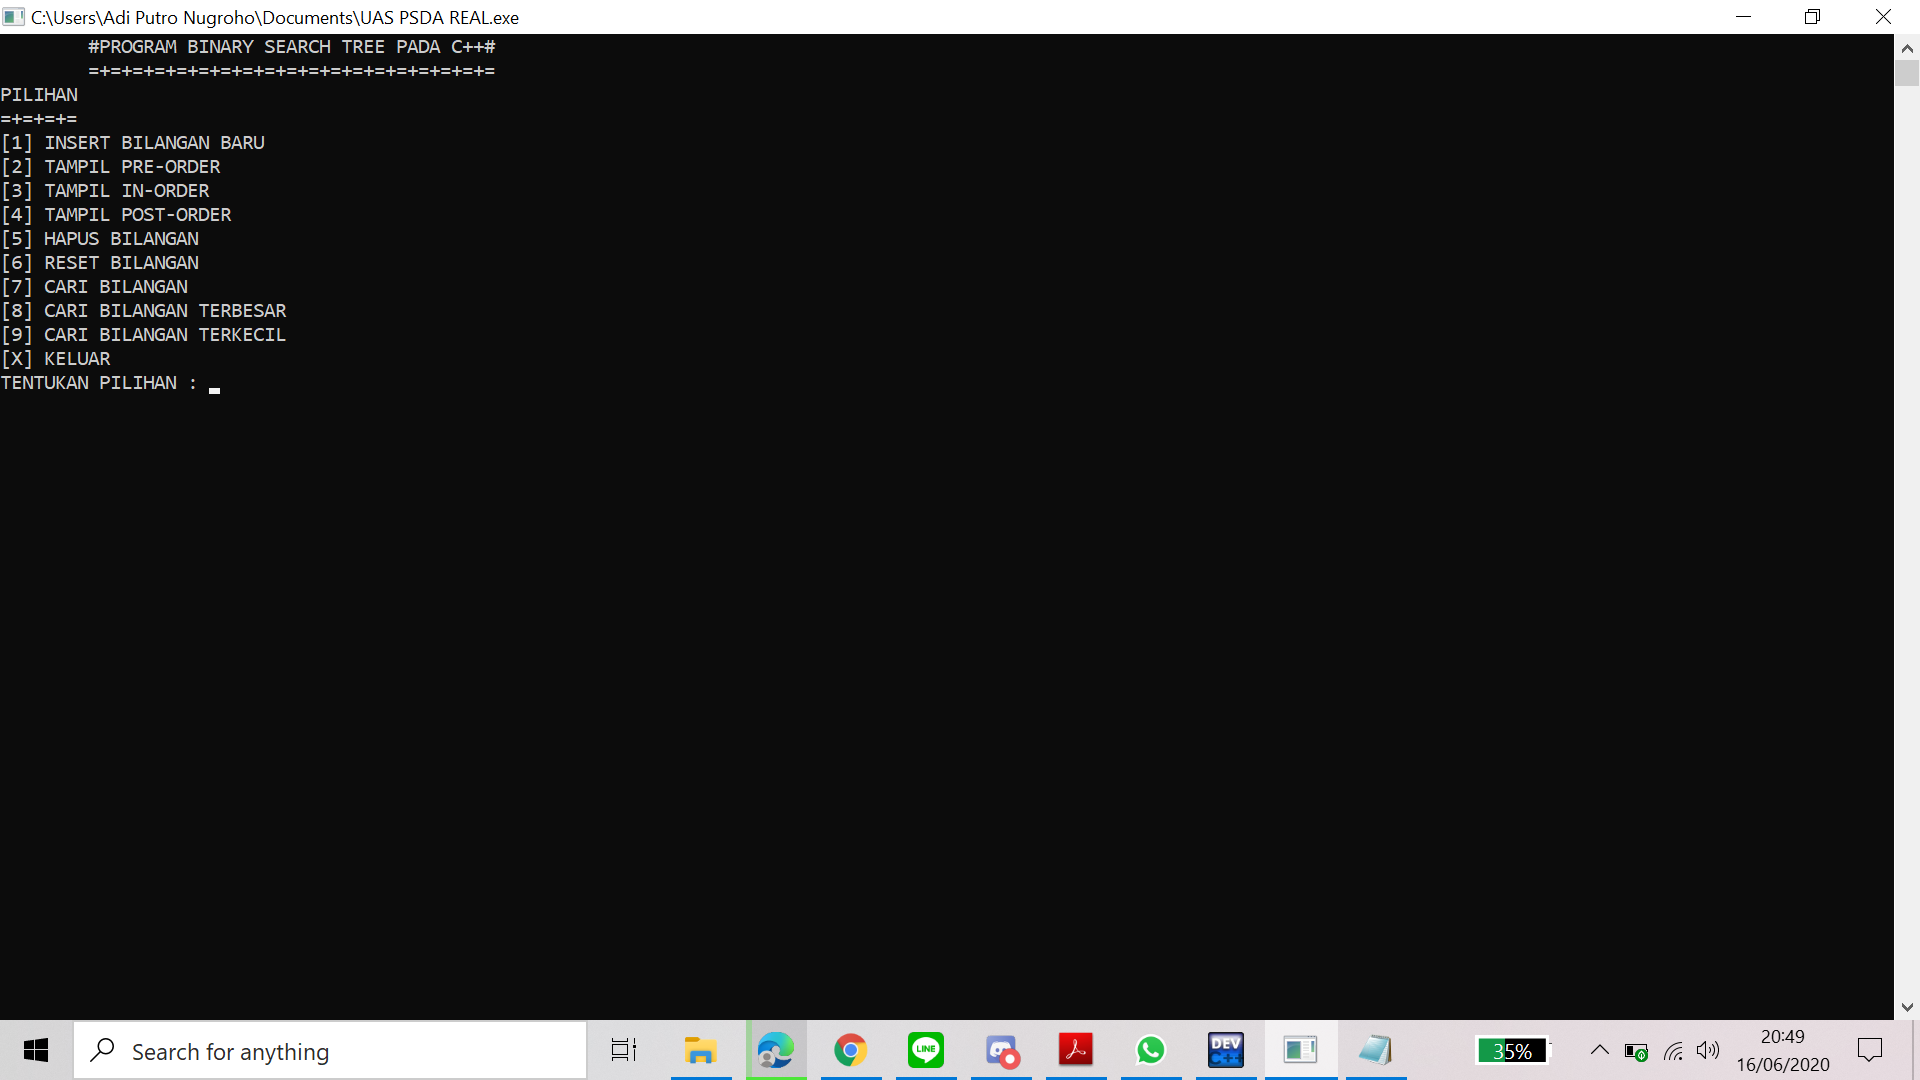 C:\Users\Adi Putro Nugroho\Documents\UAS PSDA REAL.exe
#PROGRAM BINARY SEARCH TREE PADA C++#
=+=+=+=+=+=+=+=+=+=+=+=+=+=+=+=+=+=+=
PILIHAN
=+=+=+=
[1] INSERT BILANGAN BARU
[2] TAMPIL PRE-ORDER
[3] TAMPIL IN-ORDER
[4] TAMPIL POST-ORDER
[5] HAPUS BILANGAN
[6] RESET BILANGAN
[7] CARI BILANGAN
[8] CARI BILANGAN TERBESAR
[9] CARI BILANGAN TERKECIL
[X] KELUAR
TENTUKAN PILIHAN :
Search for anything
LINE
DEV
C++
35%
20:49
16/06/2020